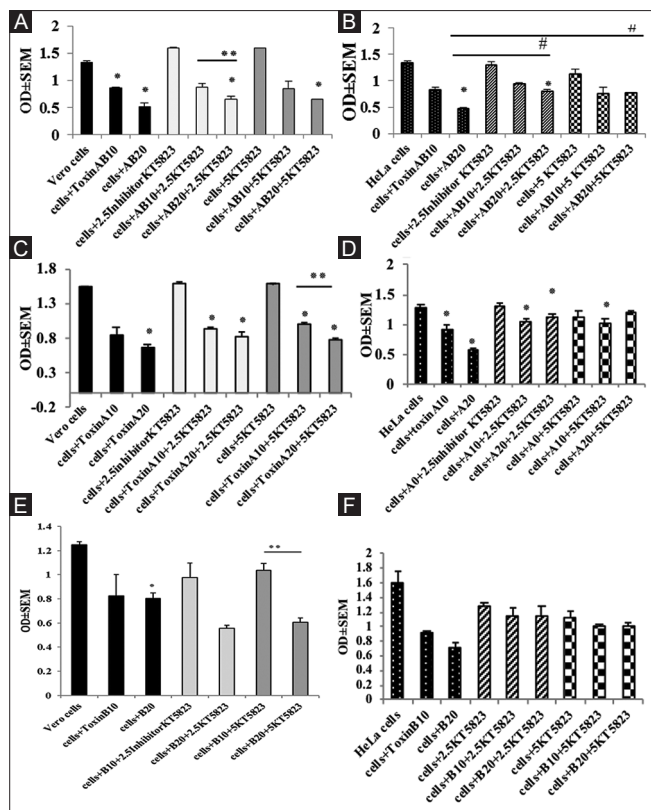 A
OD±SEM
2
1.5
1
0.5
0
*
*
**
*
*
Vero cells
cells+ToxinAB10
cells+AB20
cells+2.5InhibitorKT5823
cells+AB10+2.5KT5823
cells+AB20+2.5KT5823
cells+5KT5823
cells+AB10+5KT5823
cells+AB20+5KT5823
B
OD±SEM
2
1.5
1
0.5
0
*
#
*
#
HeLa cells
cells+ToxinAB10
cells+AB20
cells+2.5Inhibitor KT5823
cells+AB10+2.5KT5823
cells+AB20+2.5KT5823
cells+5 KT5823
cells+AB10+5 KT5823
cells+AB20+5KT5823
C
OD±SEM
1.8
1.3
0.8
0.3
-0.2
*
*
*
*
**
*
Vero cells
cells+ToxinA10
cells+ToxinA20
cells+2.5InhibitorKT5823
cells+ToxinA10+2.5KT5823
cells+ToxinA20+2.5KT5823
cells+5KT5823
cells+ToxinA10+5KT5823
cells+ToxinA20+5KT5823
D
OD±SEM
2
1.5
1
0.5
0
*
*
*
*
*
HeLa cells
cells+toxinA10
cells+A20
cells+A0+2.5inhibitor KT5823
cells+A10+2.5KT5823
cells+A20+2.5KT5823
cells+A0+5KT5823
cells+A10+5KT5823
cells+A20+5KT5823
E
OD±SEM
1.4
1.2
1
0.8
0.6
0.4
0.2
0
*
**
Vero cells
cells+ToxinB10
cells+B20
cells+B10+2.5InhibitorKT5823
cells+B20+2.5KT5823
cells+B10+5KT5823
cells+B20+5KT5823
F
OD±SEM
2
1.8
1.6
1.4
1.2
1
0.8
0.6
0.4
0.2
0
HeLa cells
cells+ToxinB10
cells+B20
cells+2.5KT5823
cells+B10+2.5KT5823
cells+B20+2.5KT5823
cells+5KT5823
cells+B10+5KT5823
cells+B20+5KT5823